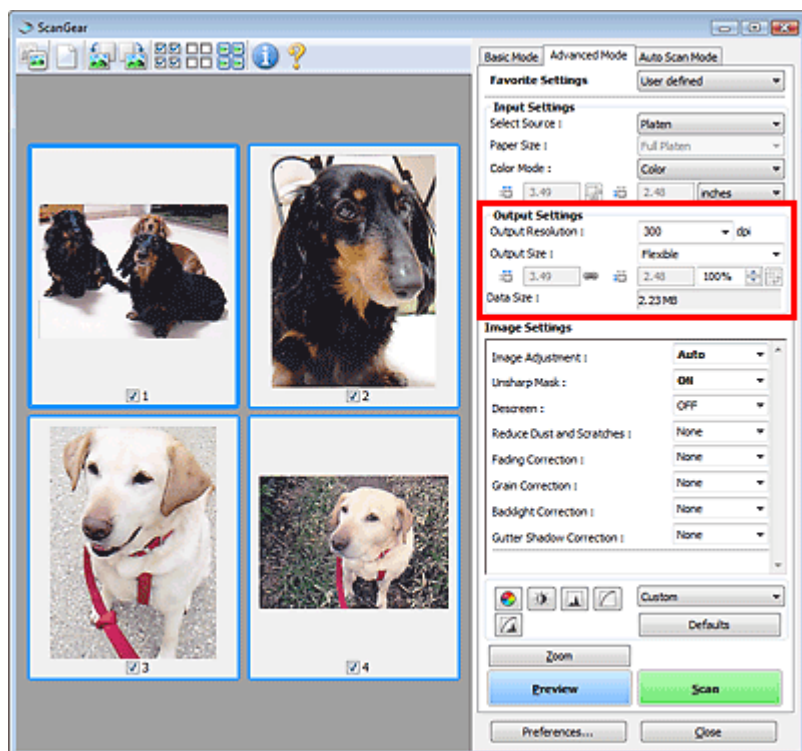 ScanGear
Basic Mode Advanced Mode Auto Scan Mode
Favorite Settings User defined
Input Settings
Select Source : Platen
Paper Size : Full Platen
Color Mode : Color
3.49 2.48 inches
Output Settings
Output Resolution : 300 dpi
Output Size : Flexible
3.49 2.48 100%
Data Size : 2.23 MB
Image Settings
Image Adjustment : Auto
Unsharp Mask : ON
Descreen : OFF
Reduce Dust and Scratches : None
Fading Correction : None
Grain Correction : None
Backlight Correction : None
Gutter Shadow Correction : None
1
2
3
4
Custom
Defaults
Zoom
Preview Scan
Preferences... Close